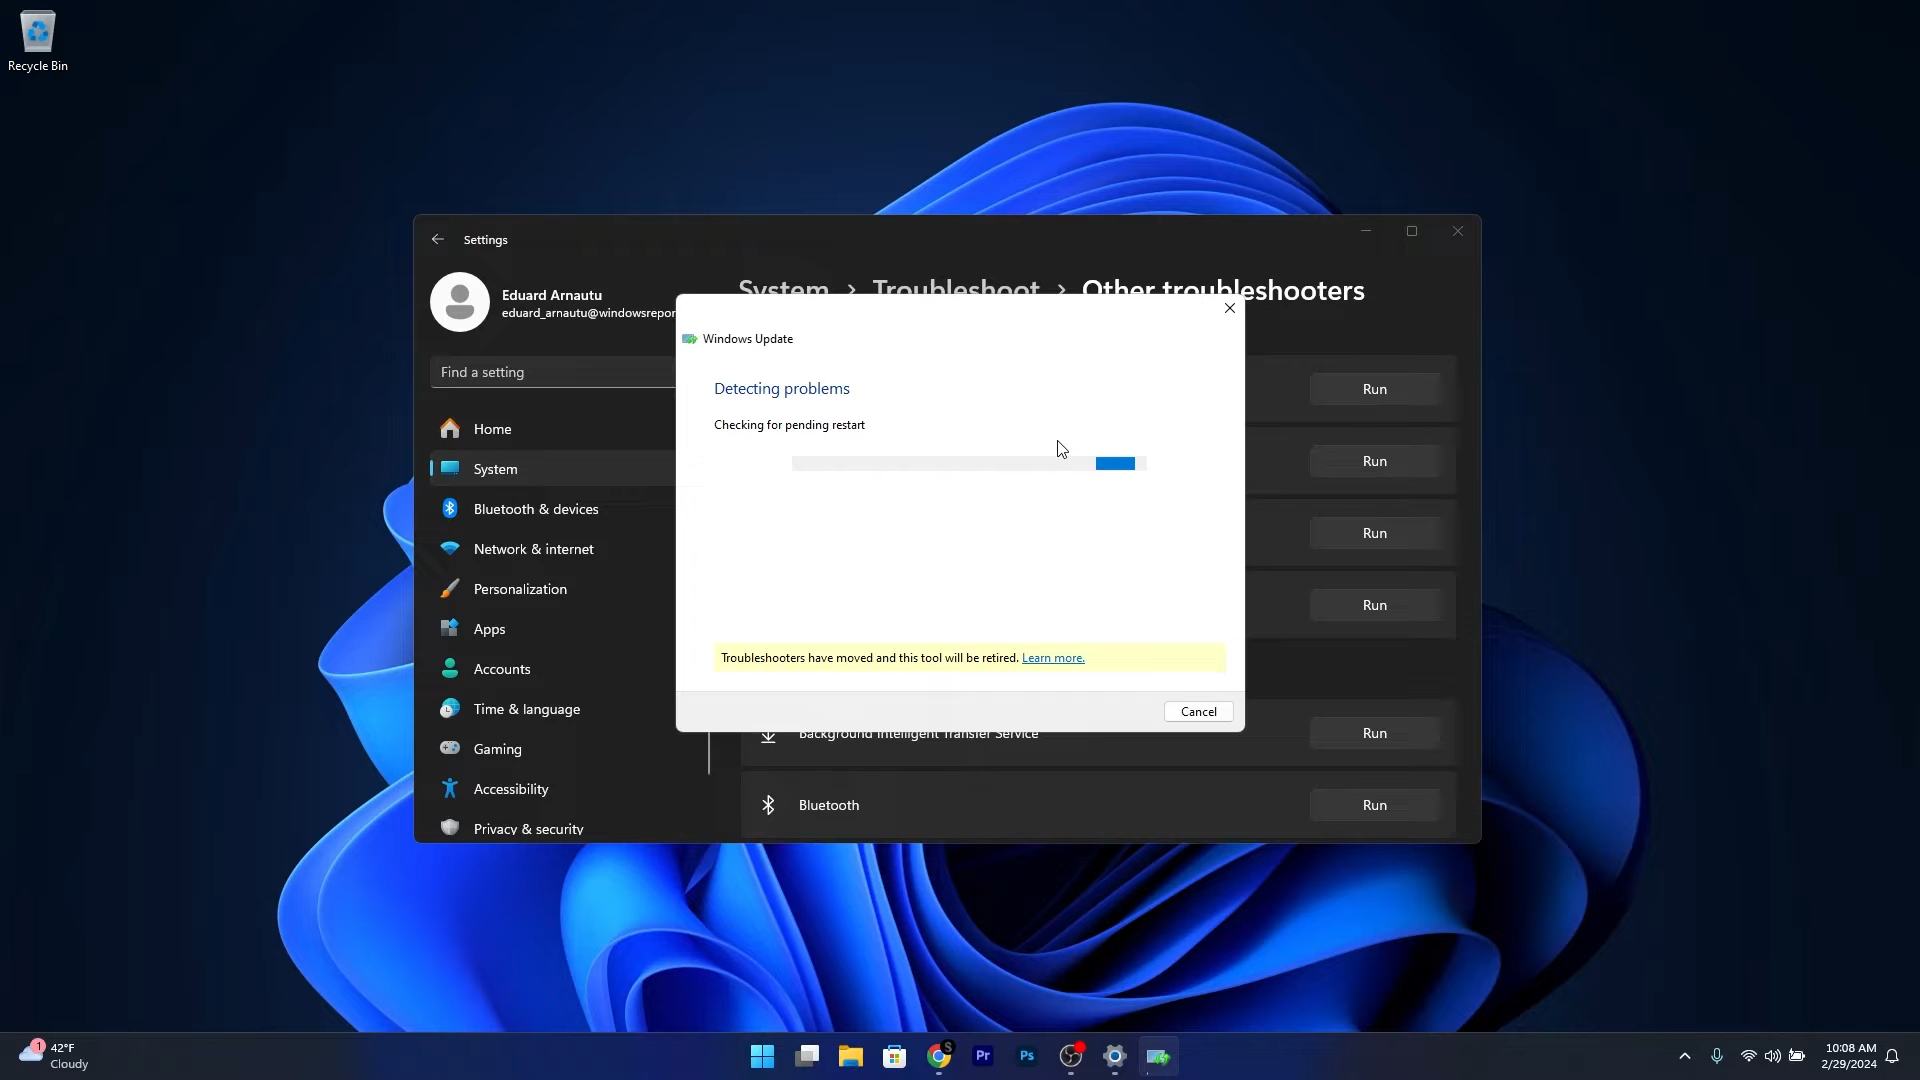 Recycle Bin
Settings
Eduard Arnautu
eduard_arnautu@windowsrepor
Find a setting
Home
System
Bluetooth & devices
Network & internet
Personalization
Apps
Accounts
Time & language
Gaming
Accessibility
Privacy & security
System > Troubleshoot > Other troubleshooters
Run
Run
Run
Run
Background Intelligent Transfer Service
Run
Bluetooth
Run
Windows Update
Detecting problems
Checking for pending restart
Troubleshooters have moved and this tool will be retired. Learn more.
Cancel
1
42°F
Cloudy
S
Pr
Ps
10:08 AM
2/29/2024